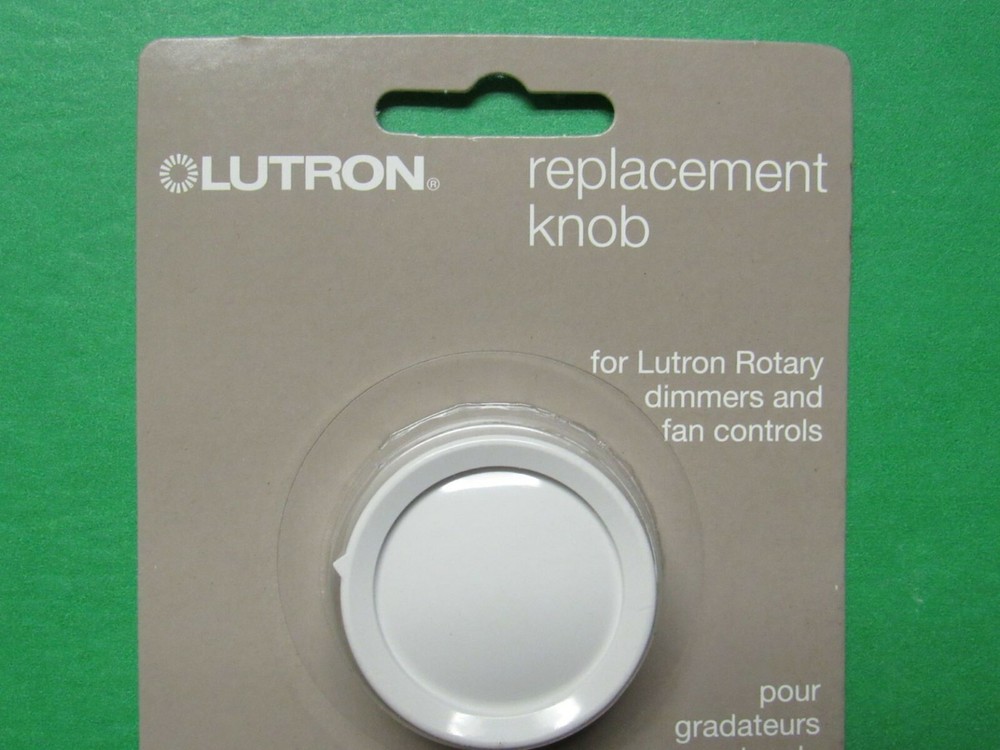 LUTRON®
replacement
knob
for Lutron Rotary
dimmers and
fan controls
pour
gradateurs